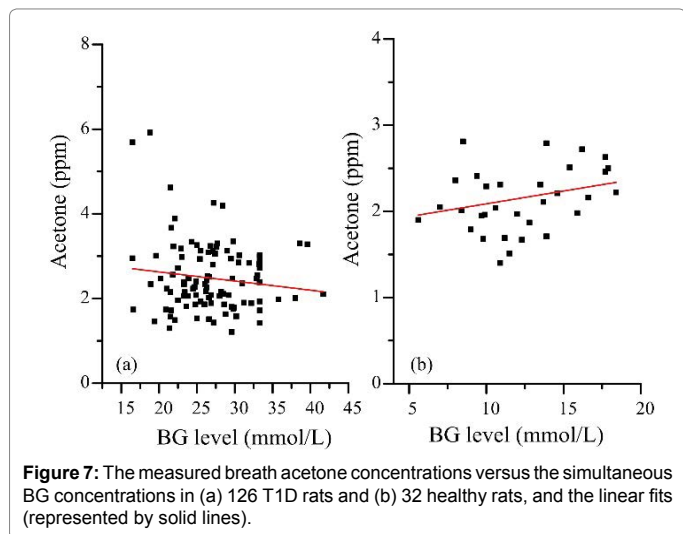 8
6
4
2
0
Acetone (ppm)
(a)
15 20 25 30 35 40 45
BG level (mmol/L)
4
3
2
1
0
Acetone (ppm)
(b)
5 10 15 20
BG level (mmol/L)
Figure 7: The measured breath acetone concentrations versus the simultaneous
BG concentrations in (a) 126 T1D rats and (b) 32 healthy rats, and the linear fits
(represented by solid lines).